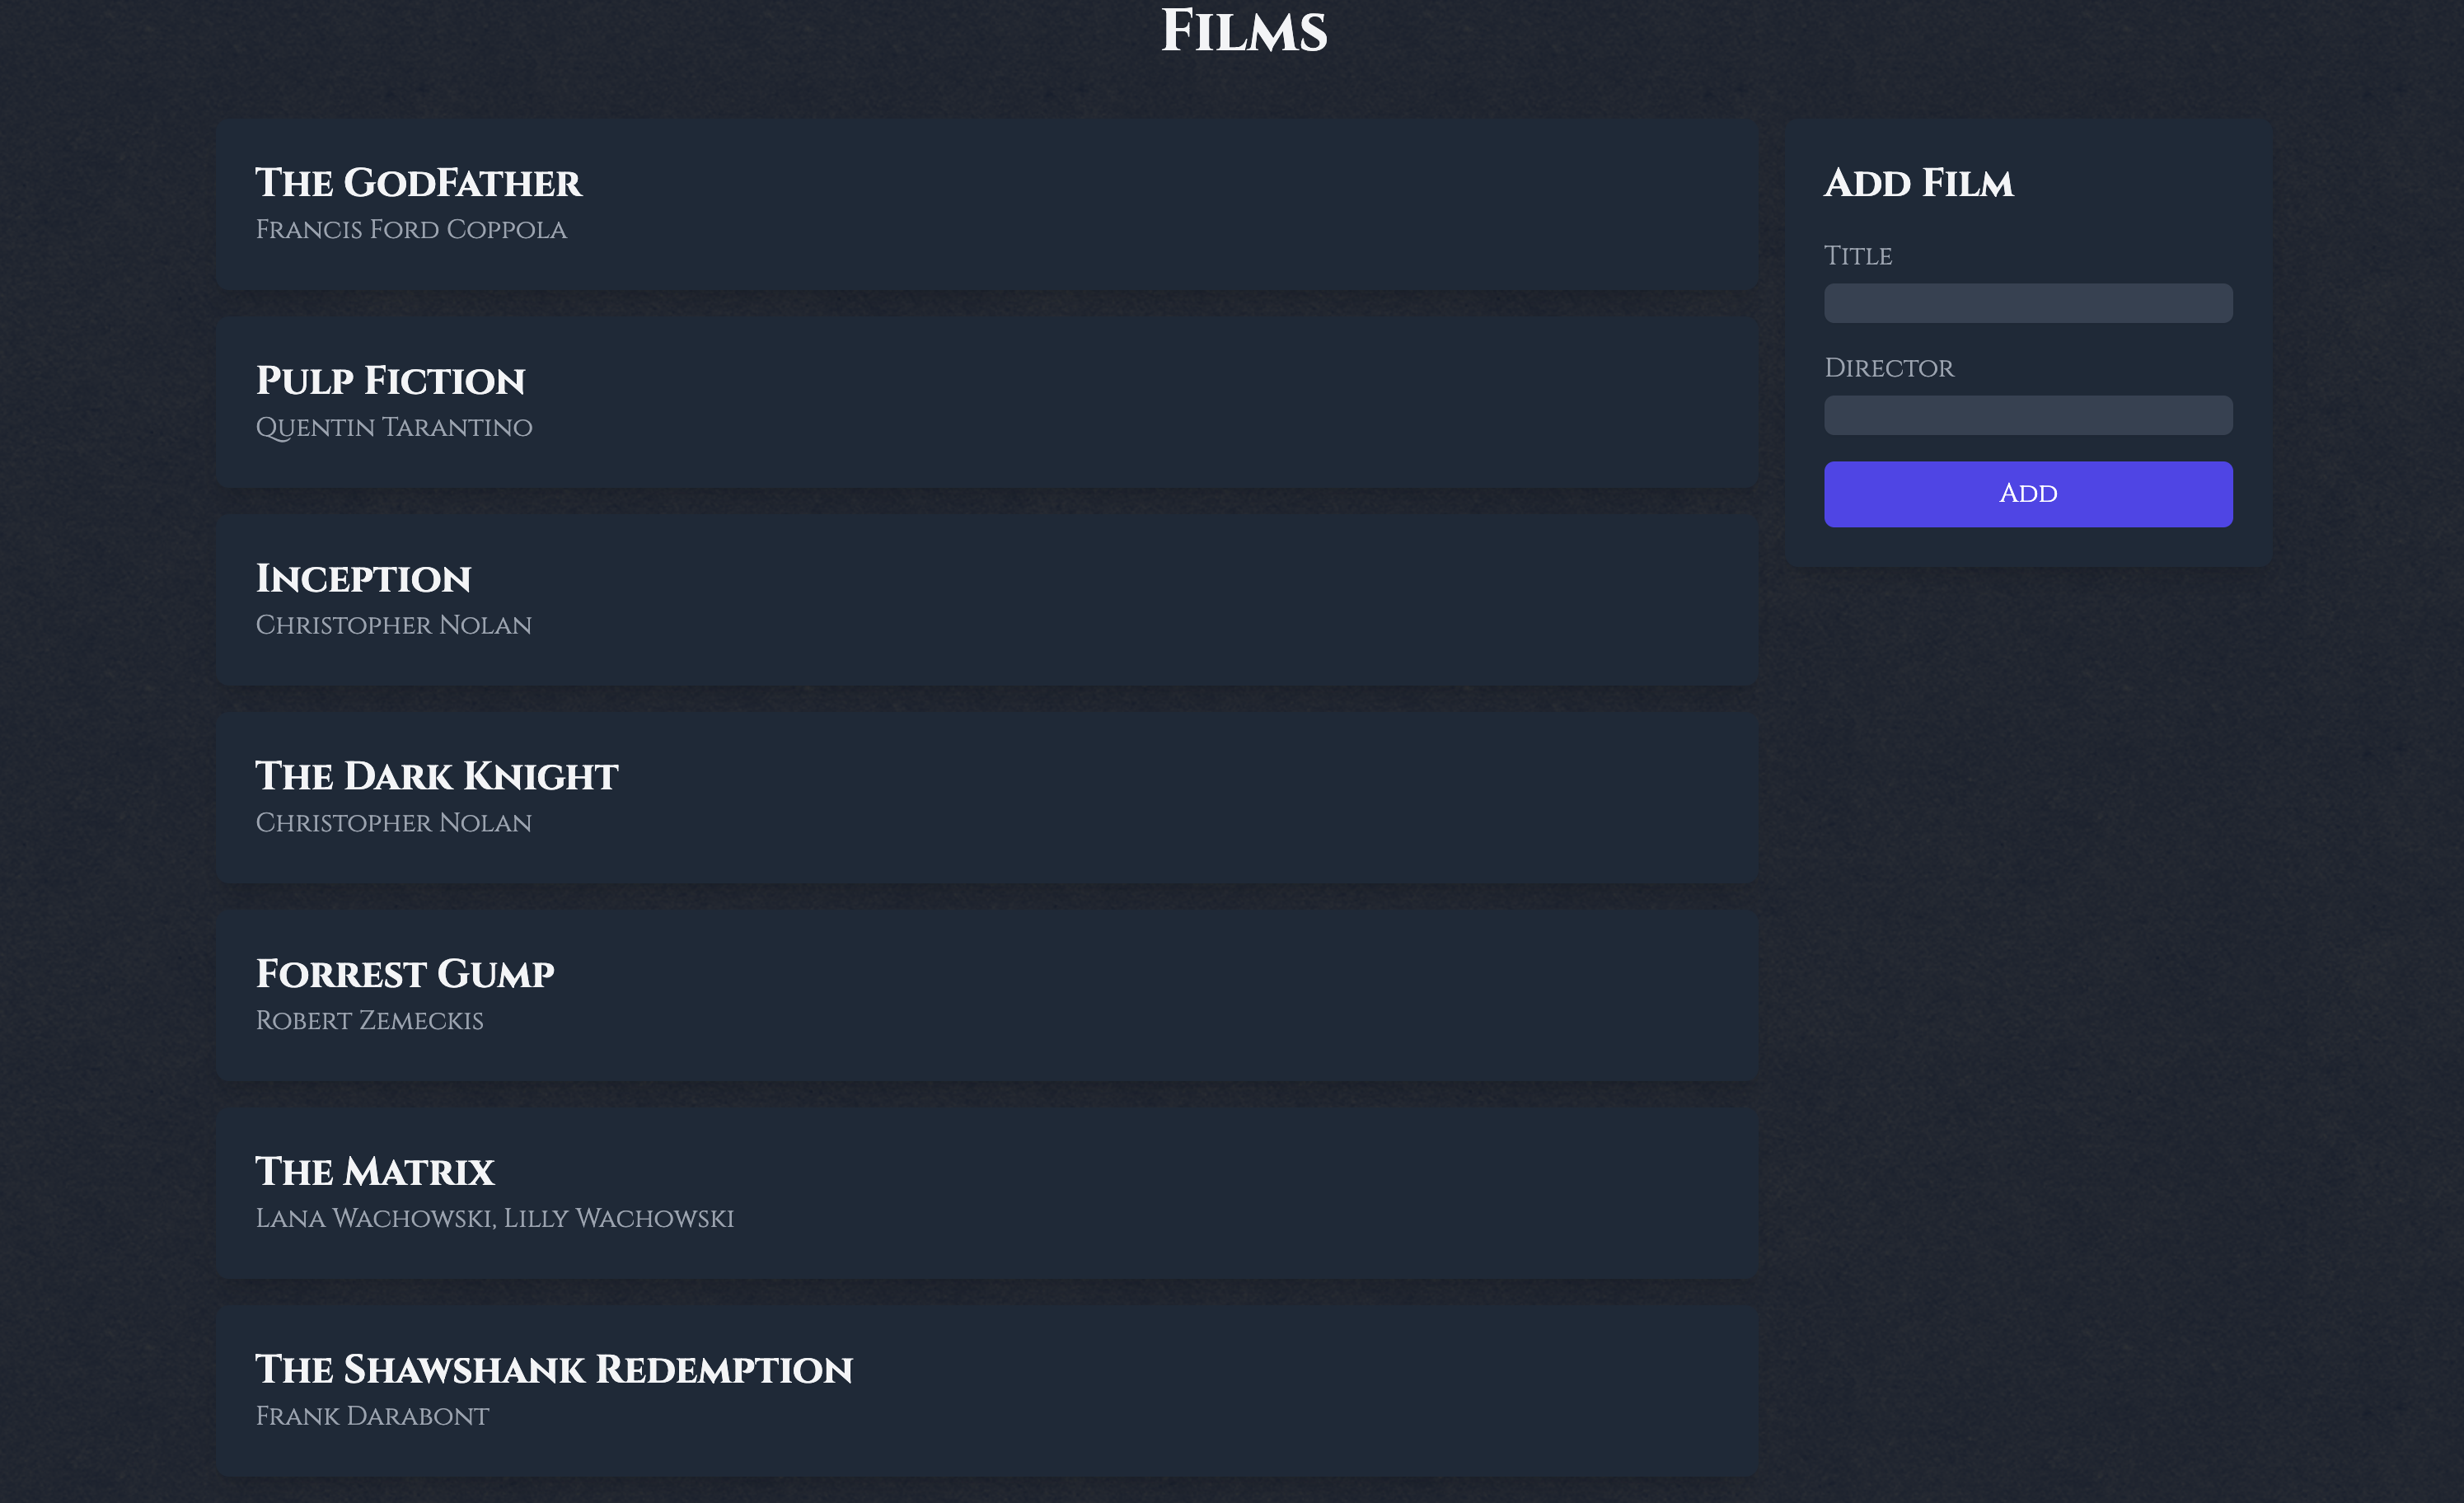 Films
The GodFather
Francis Ford Coppola
Pulp Fiction
Quentin Tarantino
Inception
Christopher Nolan
The Dark Knight
Christopher Nolan
Forrest Gump
Robert Zemeckis
The Matrix
Lana Wachowski, Lilly Wachowski
The Shawshank Redemption
Frank Darabont
Add Film
Title
Director
Add